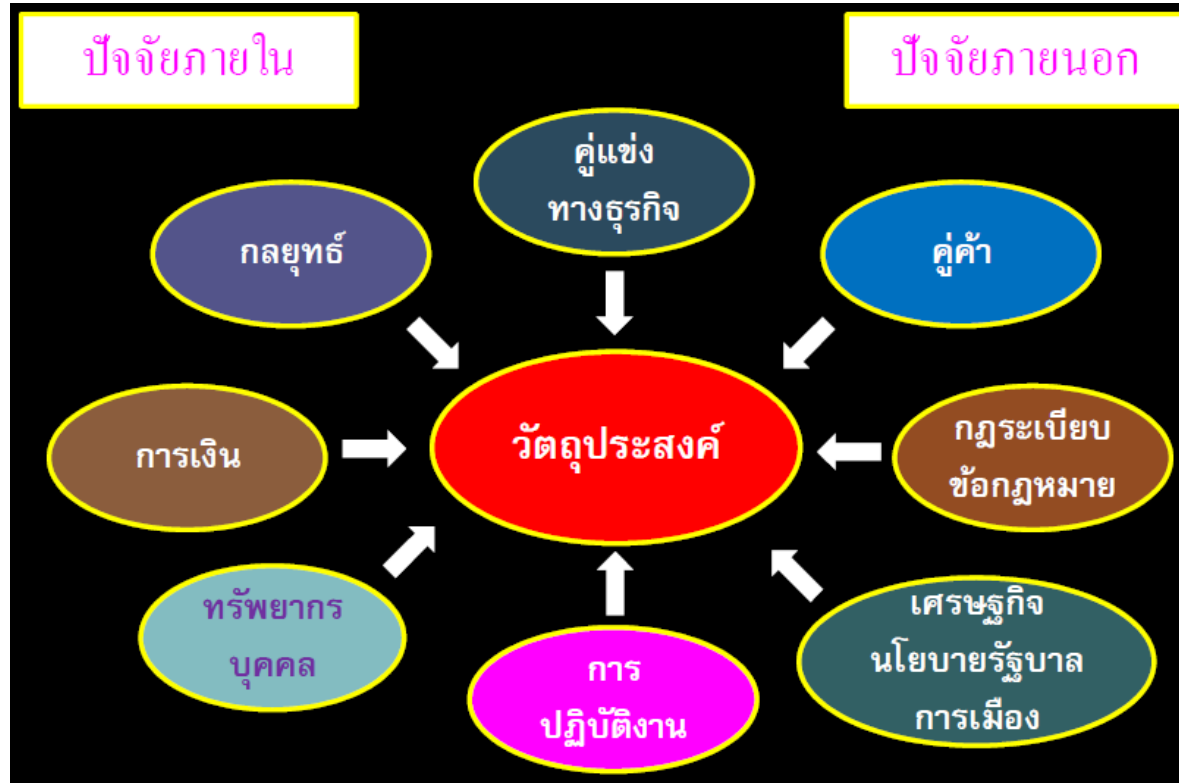 ปัจจัยภายใน
ปัจจัยภายนอก
คู่แข่ง
ทางธุรกิจ
กลยุทธ์
คู่ค้า
การเงิน
วัตถุประสงค์
กฎระเบียบ
ข้อกฎหมาย
ทรัพยากร
บุคคล
การ
ปฏิบัติงาน
เศรษฐกิจ
นโยบายรัฐบาล
การเมือง